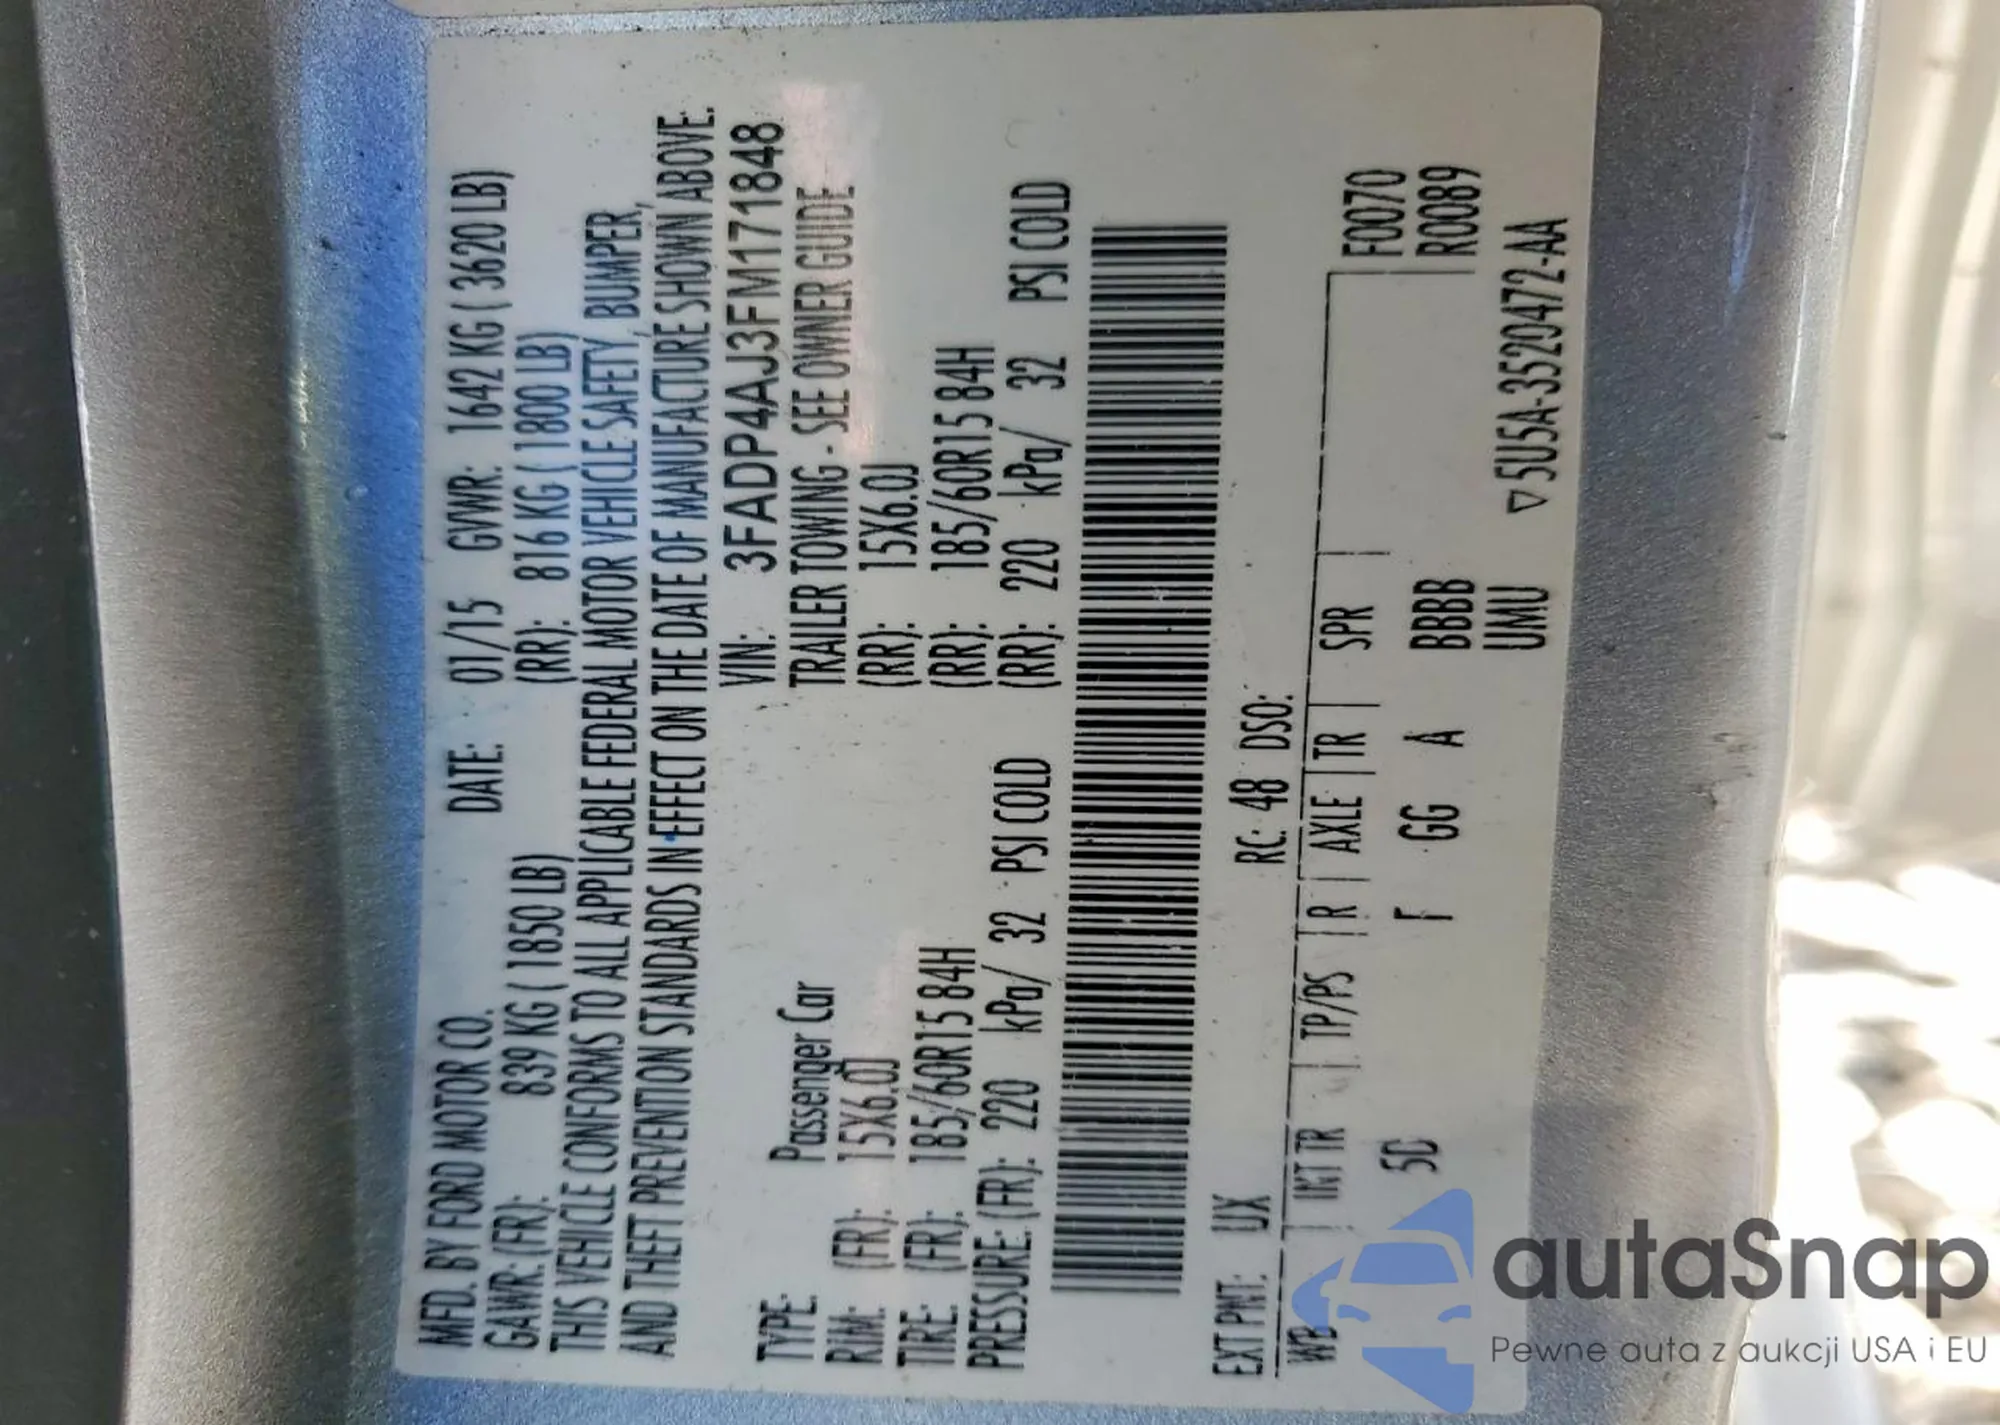 MFD. BY FORD MOTOR CO. DATE: 01/15 GVWR: 1642 KG ( 3620 LB)
GAWR: (FR): 839 KG ( 1850 LB) (RR): 816 KG ( 1800 LB)
THIS VEHICLE CONFORMS TO ALL APPLICABLE FEDERAL MOTOR VEHICLE SAFETY, BUMPER,
AND THEFT PREVENTION STANDARDS IN EFFECT ON THE DATE OF MANUFACTURE SHOWN ABOVE.
VIN: 3FADP4AJ3FM171848
TYPE: Passenger Car TRAILER TOWING - SEE OWNER GUIDE
RIM: (FR): 15X6.0J (RR): 15X6.0J
TIRE: (FR): 185/60R15 84H (RR): 185/60R15 84H
PRESSURE: (FR): 220 kPa/ 32 PSI COLD (RR): 220 kPa/ 32 PSI COLD
EXT PNT: UX RC: 48 DSO:
WB INT TR TP/PS R AXLE TR SPR F0070
5D F GG A BBBB R0089
UMU
▽5U5A-3520472-AA
autaSnap
Pewne auta z aukcji USA i EU